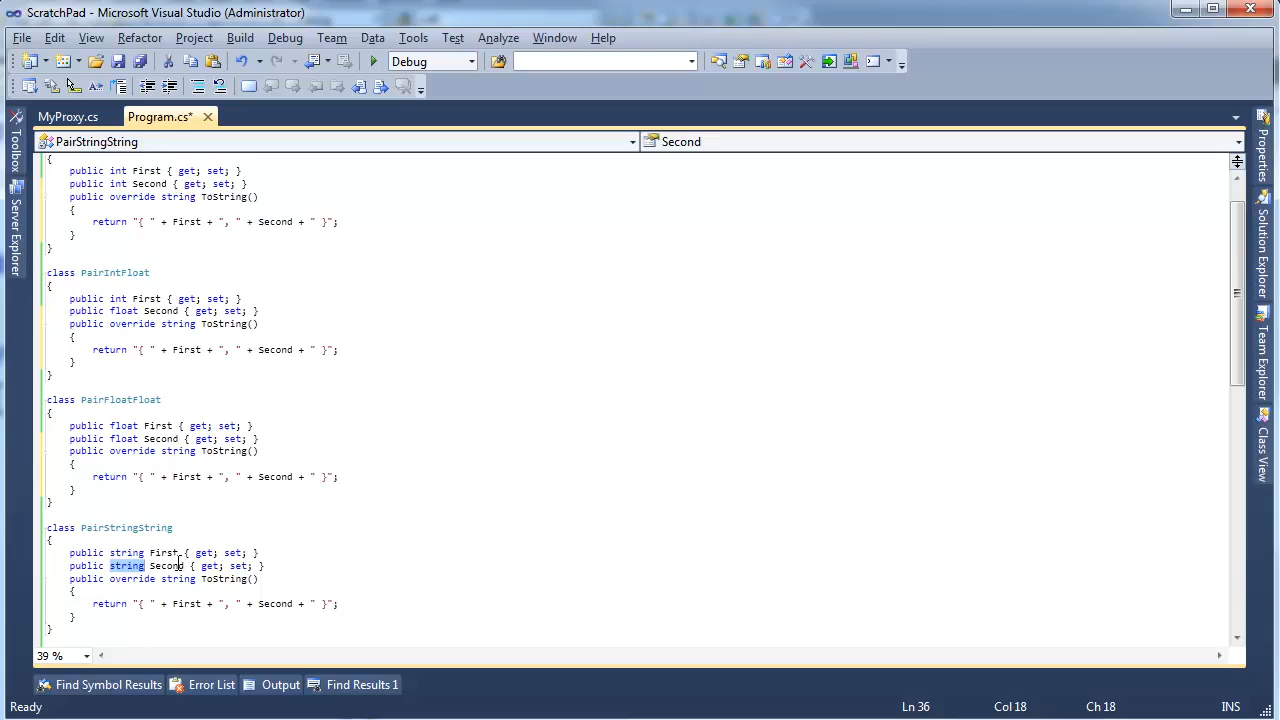 ScratchPad - Microsoft Visual Studio (Administrator)
File Edit View Refactor Project Build Debug Team Data Tools Test Analyze Window Help
Debug
MyProxy.cs Program.cs*
PairStringString Second
{
public int First { get; set; }
public int Second { get; set; }
public override string ToString()
{
return "{ " + First + ", " + Second + " }";
}
}
class PairIntFloat
{
public int First { get; set; }
public float Second { get; set; }
public override string ToString()
{
return "{ " + First + ", " + Second + " }";
}
}
class PairFloatFloat
{
public float First { get; set; }
public float Second { get; set; }
public override string ToString()
{
return "{ " + First + ", " + Second + " }";
}
}
class PairStringString
{
public string First { get; set; }
public string Second { get; set; }
public override string ToString()
{
return "{ " + First + ", " + Second + " }";
}
}
39 %
Toolbox
Server Explorer
Properties
Solution Explorer
Team Explorer
Class View
Find Symbol Results Error List Output Find Results 1
Ready Ln 36 Col 18 Ch 18 INS